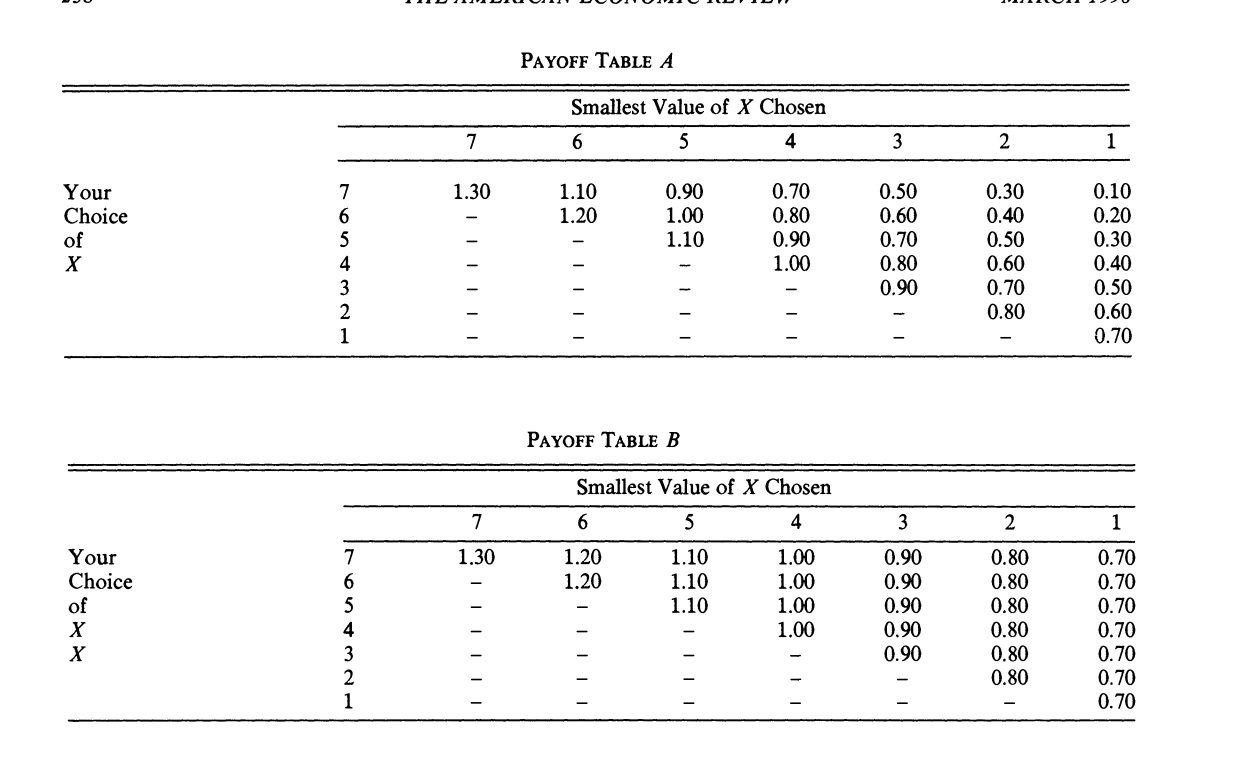 PAYOFF TABLE A
Smallest Value of X Chosen
7 6 5 4 3 2 1
Your 7 1.30 1.10 0.90 0.70 0.50 0.30 0.10
Choice 6 – 1.20 1.00 0.80 0.60 0.40 0.20
of 5 – – 1.10 0.90 0.70 0.50 0.30
X 4 – – – 1.00 0.80 0.60 0.40
3 – – – – 0.90 0.70 0.50
2 – – – – – 0.80 0.60
1 – – – – – – 0.70
PAYOFF TABLE B
Smallest Value of X Chosen
7 6 5 4 3 2 1
Your 7 1.30 1.20 1.10 1.00 0.90 0.80 0.70
Choice 6 – 1.20 1.10 1.00 0.90 0.80 0.70
of 5 – – 1.10 1.00 0.90 0.80 0.70
X 4 – – – 1.00 0.90 0.80 0.70
X 3 – – – – 0.90 0.80 0.70
2 – – – – – 0.80 0.70
1 – – – – – – 0.70